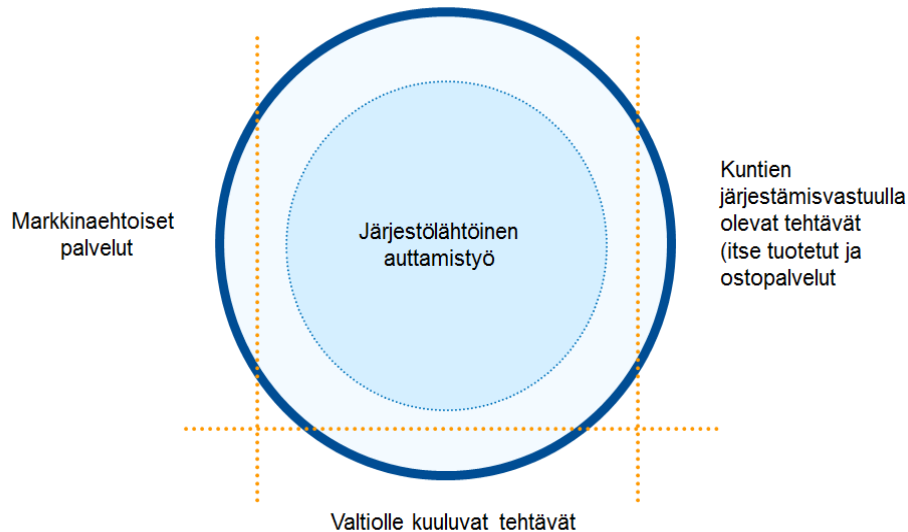 Markkinaehtoiset
palvelut
Järjestölähtöinen
auttamistyö
Kuntien
järjestämisvastuulla
olevat tehtävät
(itse tuotetut ja
ostopalvelut
Valtiolle kuuluvat tehtävät